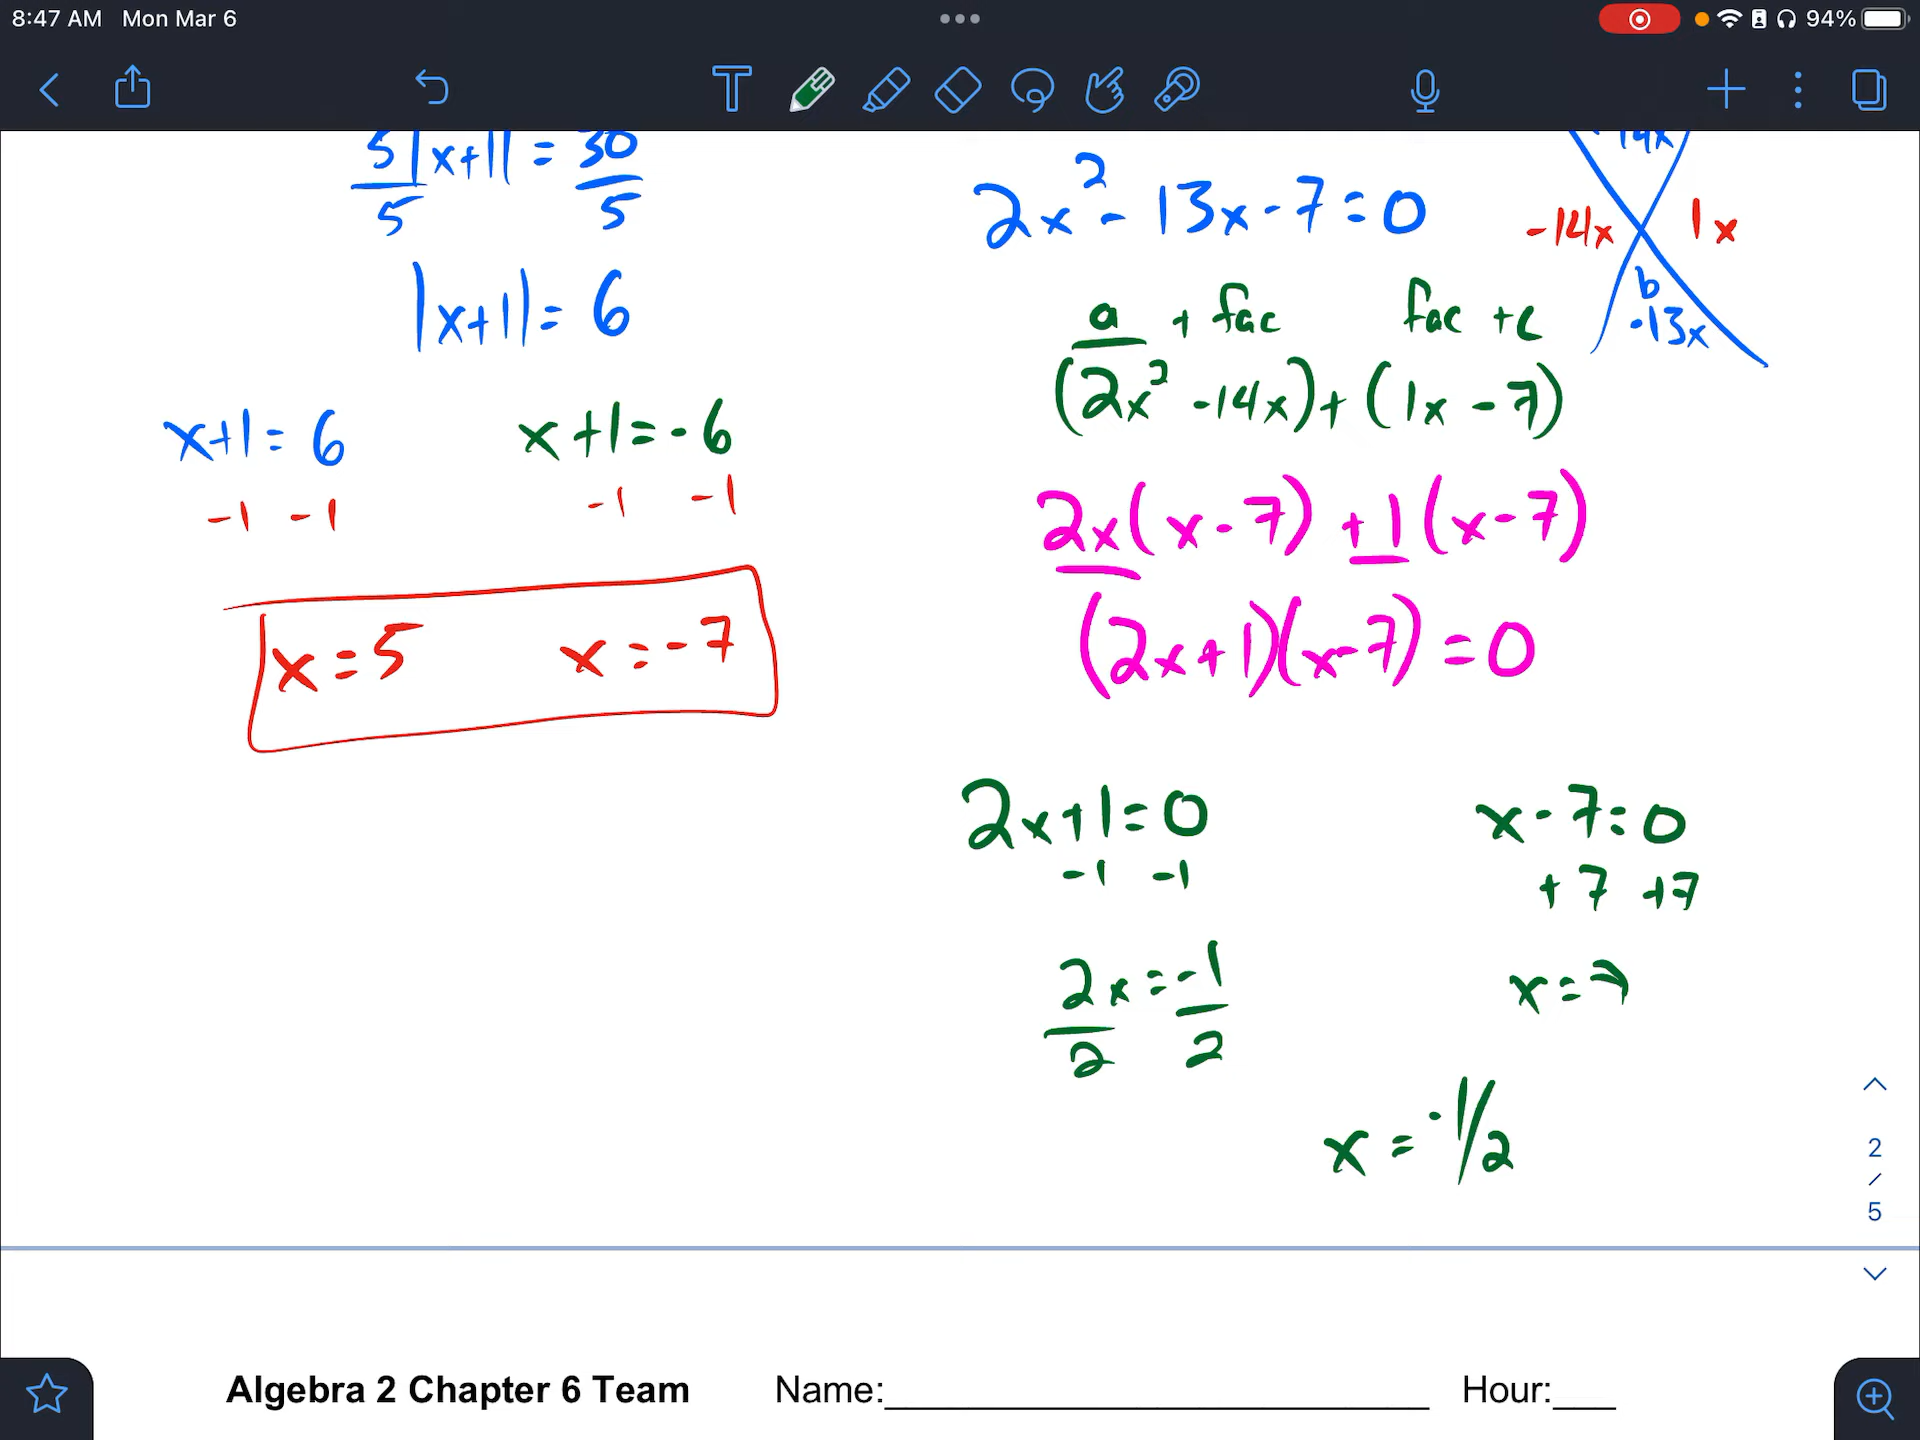 8:47 AM Mon Mar 6
94%
5|x+1| = 30
5 5
|x+1| = 6
x+1 = 6 x+1 = -6
-1 -1 -1 -1
x = 5 x = -7
2x² - 13x - 7 = 0
14x
-14x 1x
b
-13x
a + fac fac + c
(2x² -14x) + (1x - 7)
2x(x - 7) +1(x - 7)
(2x+1)(x-7) = 0
2x+1 = 0 x - 7 = 0
-1 -1 +7 +7
2x = -1 x = 7
2 2
x = -1/2
2
/
5
Algebra 2 Chapter 6 Team Name:__________________________ Hour:___